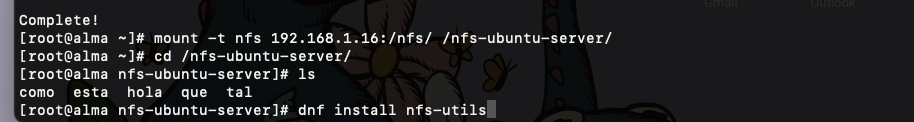 Gmail
Outlook
Complete!
[root@alma ~]# mount -t nfs 192.168.1.16:/nfs/ /nfs-ubuntu-server/
[root@alma ~]# cd /nfs-ubuntu-server/
[root@alma nfs-ubuntu-server]# ls
como  esta  hola  que  tal
[root@alma nfs-ubuntu-server]# dnf install nfs-utils